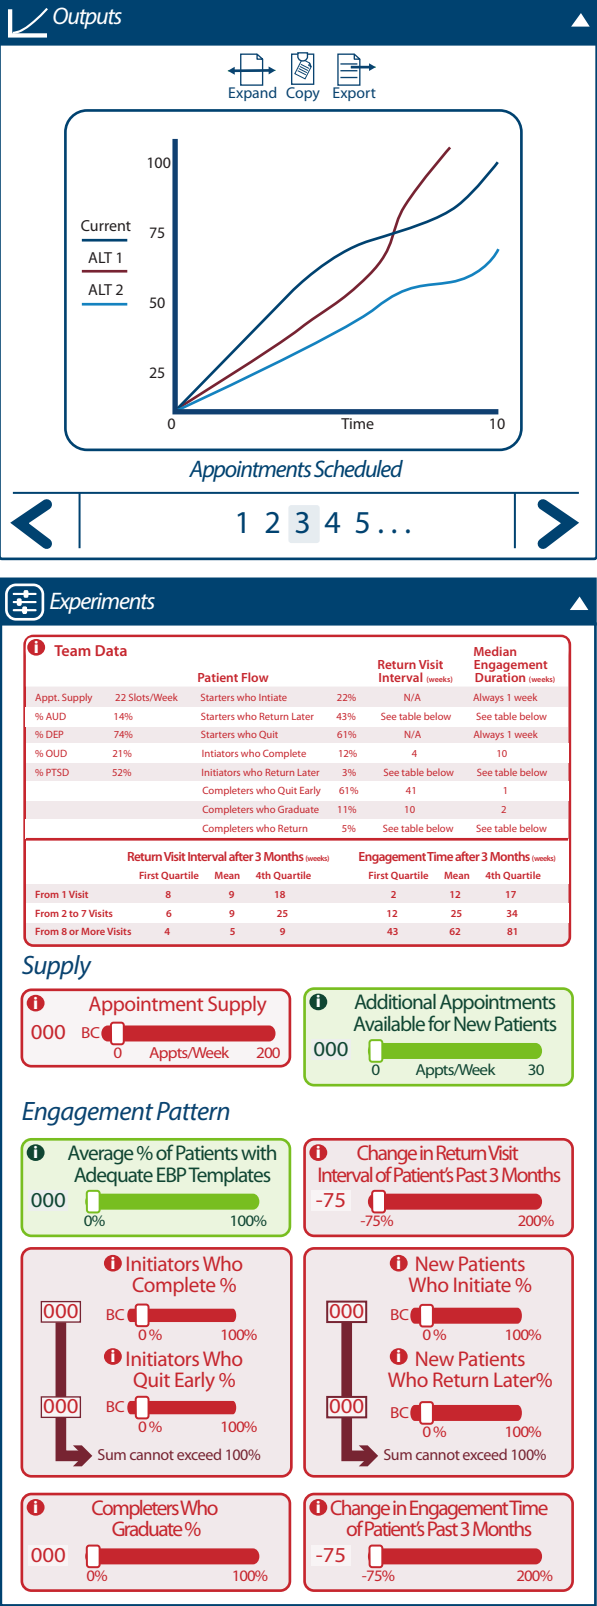 Outputs
Expand Copy Export
100
Current
75
ALT 1
ALT 2
50
25
0 Time 10
Appointments Scheduled
1 2 3 4 5 . . .
Experiments
Team Data
Patient Flow
Return Visit
Interval (weeks)
Median
Engagement
Duration (weeks)
Appt. Supply 22 Slots/Week Starters who Intiate 22% N/A Always 1 week
% AUD 14% Starters who Return Later 43% See table below See table below
% DEP 74% Starters who Quit 61% N/A Always 1 week
% OUD 21% Intiators who Complete 12% 4 10
% PTSD 52% Initiators who Return Later 3% See table below See table below
Completers who Quit Early 61% 41 1
Completers who Graduate 11% 10 2
Completers who Return 5% See table below See table below
Return Visit Interval after 3 Months (weeks) Engagement Time after 3 Months (weeks)
First Quartile Mean 4th Quartile First Quartile Mean 4th Quartile
From 1 Visit 8 9 18 2 12 17
From 2 to 7 Visits 6 9 25 12 25 34
From 8 or More Visits 4 5 9 43 62 81
Supply
Appointment Supply
000 BC
0 Appts/Week 200
Additional Appointments
Available for New Patients
000
0 Appts/Week 30
Engagement Pattern
Average % of Patients with
Adequate EBP Templates
000
0% 100%
Change in Return Visit
Interval of Patient's Past 3 Months
-75
-75% 200%
Initiators Who
Complete %
000 BC
0 % 100%
Initiators Who
Quit Early %
000 BC
0 % 100%
Sum cannot exceed 100%
New Patients
Who Initiate %
000 BC
0 % 100%
New Patients
Who Return Later%
000 BC
0 % 100%
Sum cannot exceed 100%
Completers Who
Graduate %
000
0% 100%
Change in Engagement Time
of Patient's Past 3 Months
-75
-75% 200%